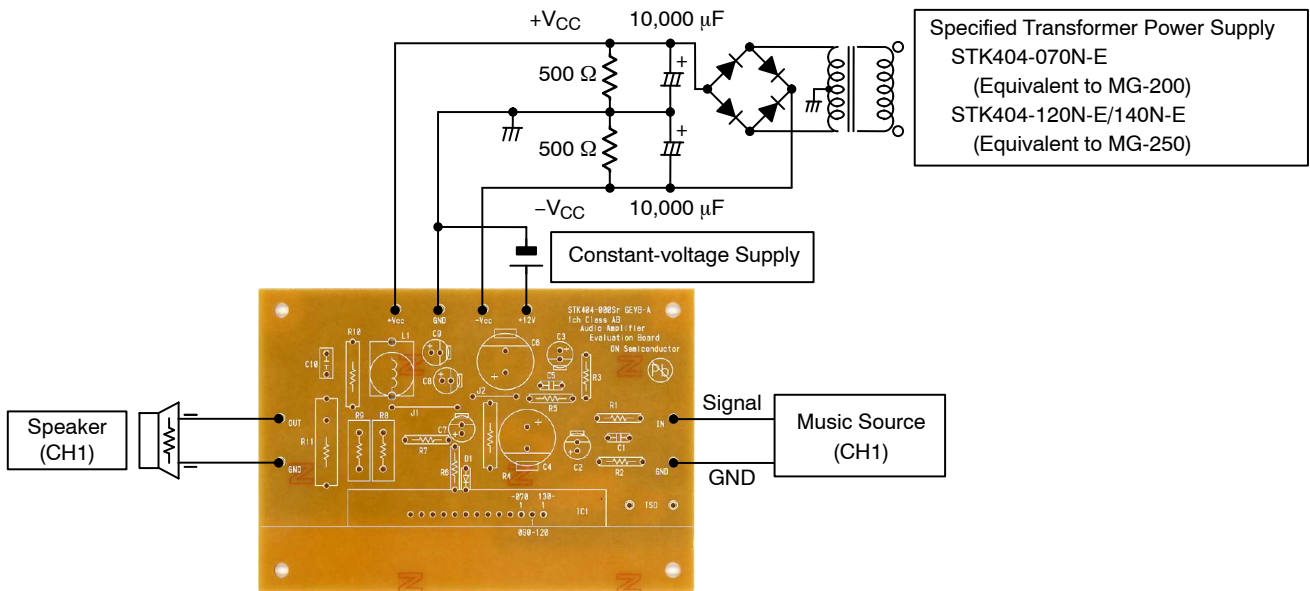 +VCC 10,000 µF
500 Ω
500 Ω
−VCC 10,000 µF
+
+
Specified Transformer Power Supply
STK404-070N-E
(Equivalent to MG-200)
STK404-120N-E/140N-E
(Equivalent to MG-250)
Constant-voltage Supply
+Vcc
GND
-Vcc
+12V
STK404-000Sr GEVB-A
1ch Class AB
Audio Amplifier
Evaluation Board
ON Semiconductor
Pb
R10
L1
C9
C6
C3
C10
C8
C5
R3
J2
R5
J1
R1
R9
R8
C7
R11
R7
C1
C2
R6
D1
R4
C4
R2
OUT
GND
IN
GND
-070 130-
IC1
TSD
080-120
Speaker
(CH1)
Signal
GND
Music Source
(CH1)